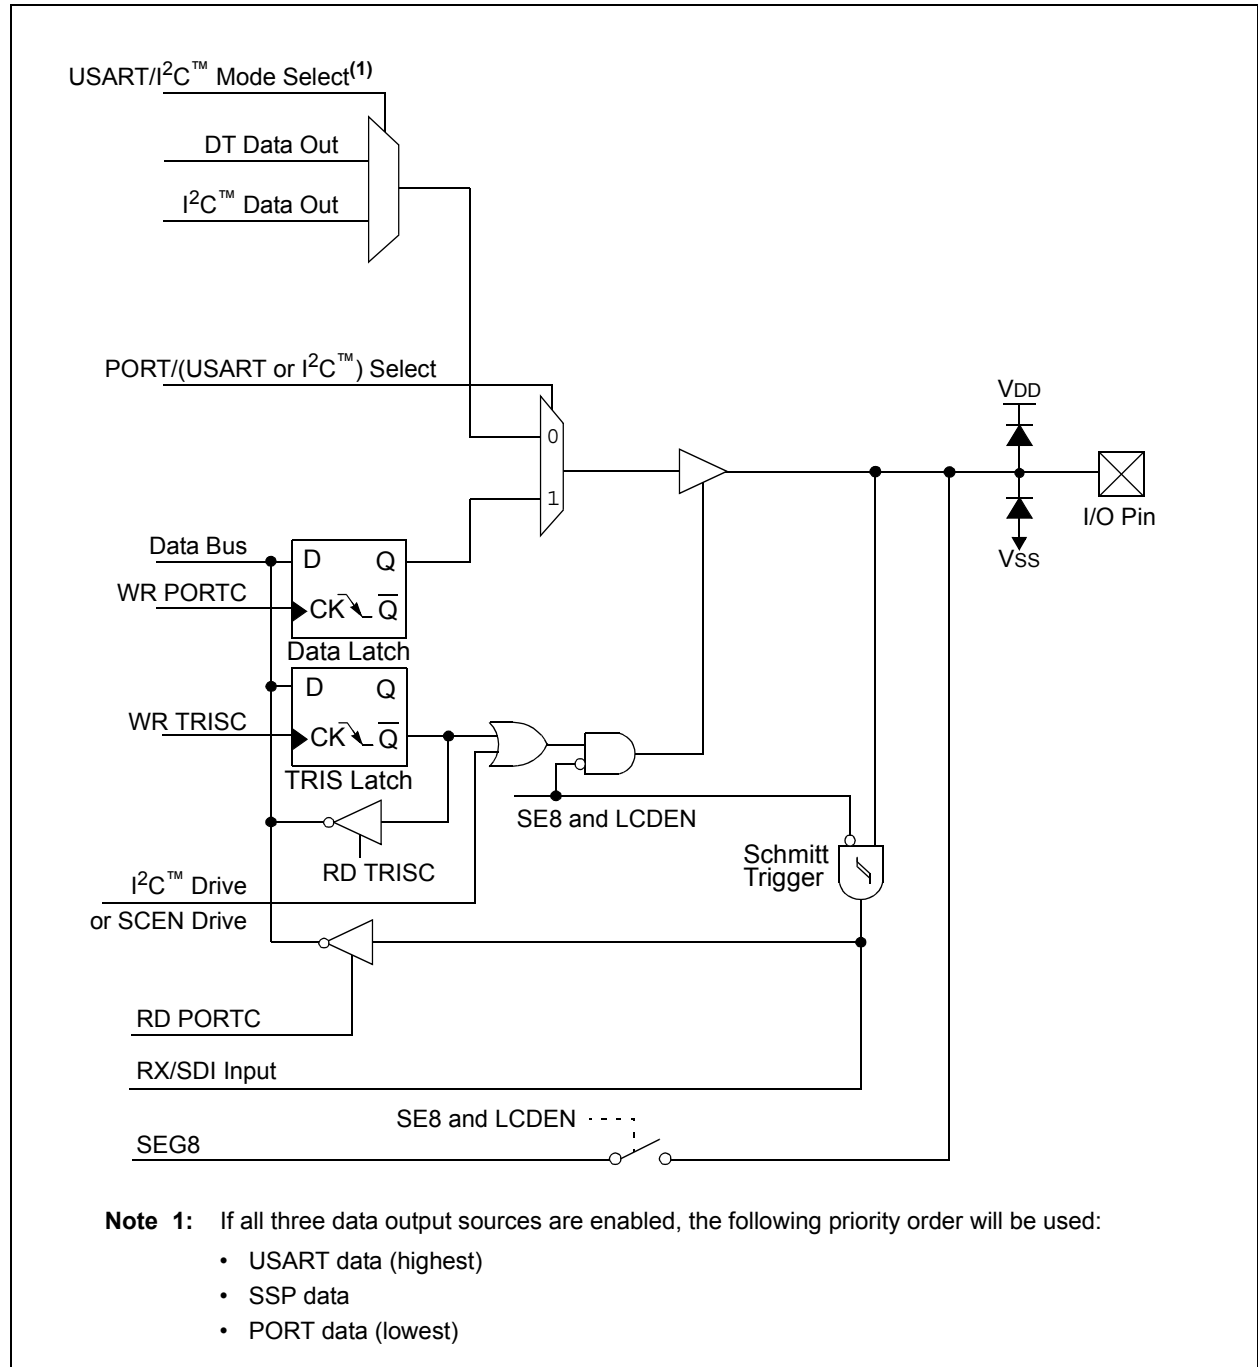 USART/I²C™ Mode Select(1)
DT Data Out
I²C™ Data Out
PORT/(USART or I²C™) Select
0
1
VDD
I/O Pin
VSS
Data Bus
D Q
WR PORTC
CK Q̅
Data Latch
D Q
WR TRISC
CK Q̅
TRIS Latch
SE8 and LCDEN
RD TRISC
Schmitt
Trigger
I²C™ Drive
or SCEN Drive
RD PORTC
RX/SDI Input
SE8 and LCDEN
SEG8
Note 1: If all three data output sources are enabled, the following priority order will be used:
• USART data (highest)
• SSP data
• PORT data (lowest)